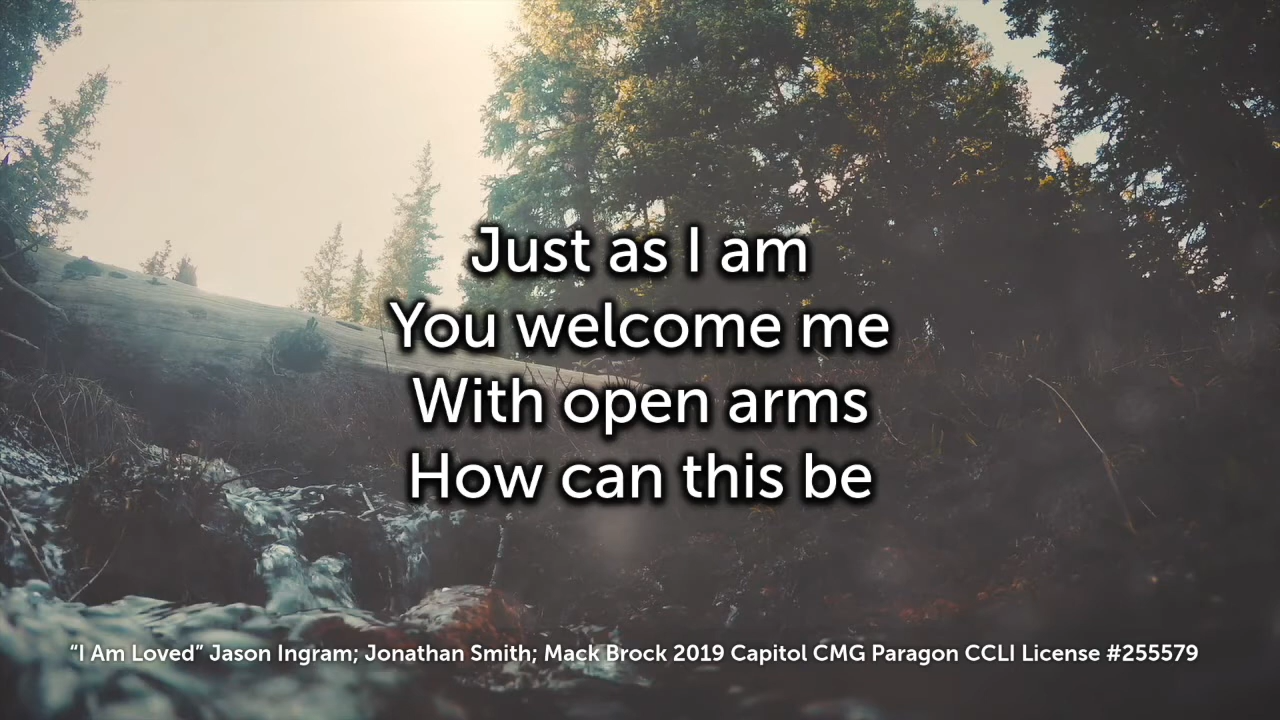 Just as I am
You welcome me
With open arms
How can this be
“I Am Loved” Jason Ingram; Jonathan Smith; Mack Brock 2019 Capitol CMG Paragon CCLI License #255579